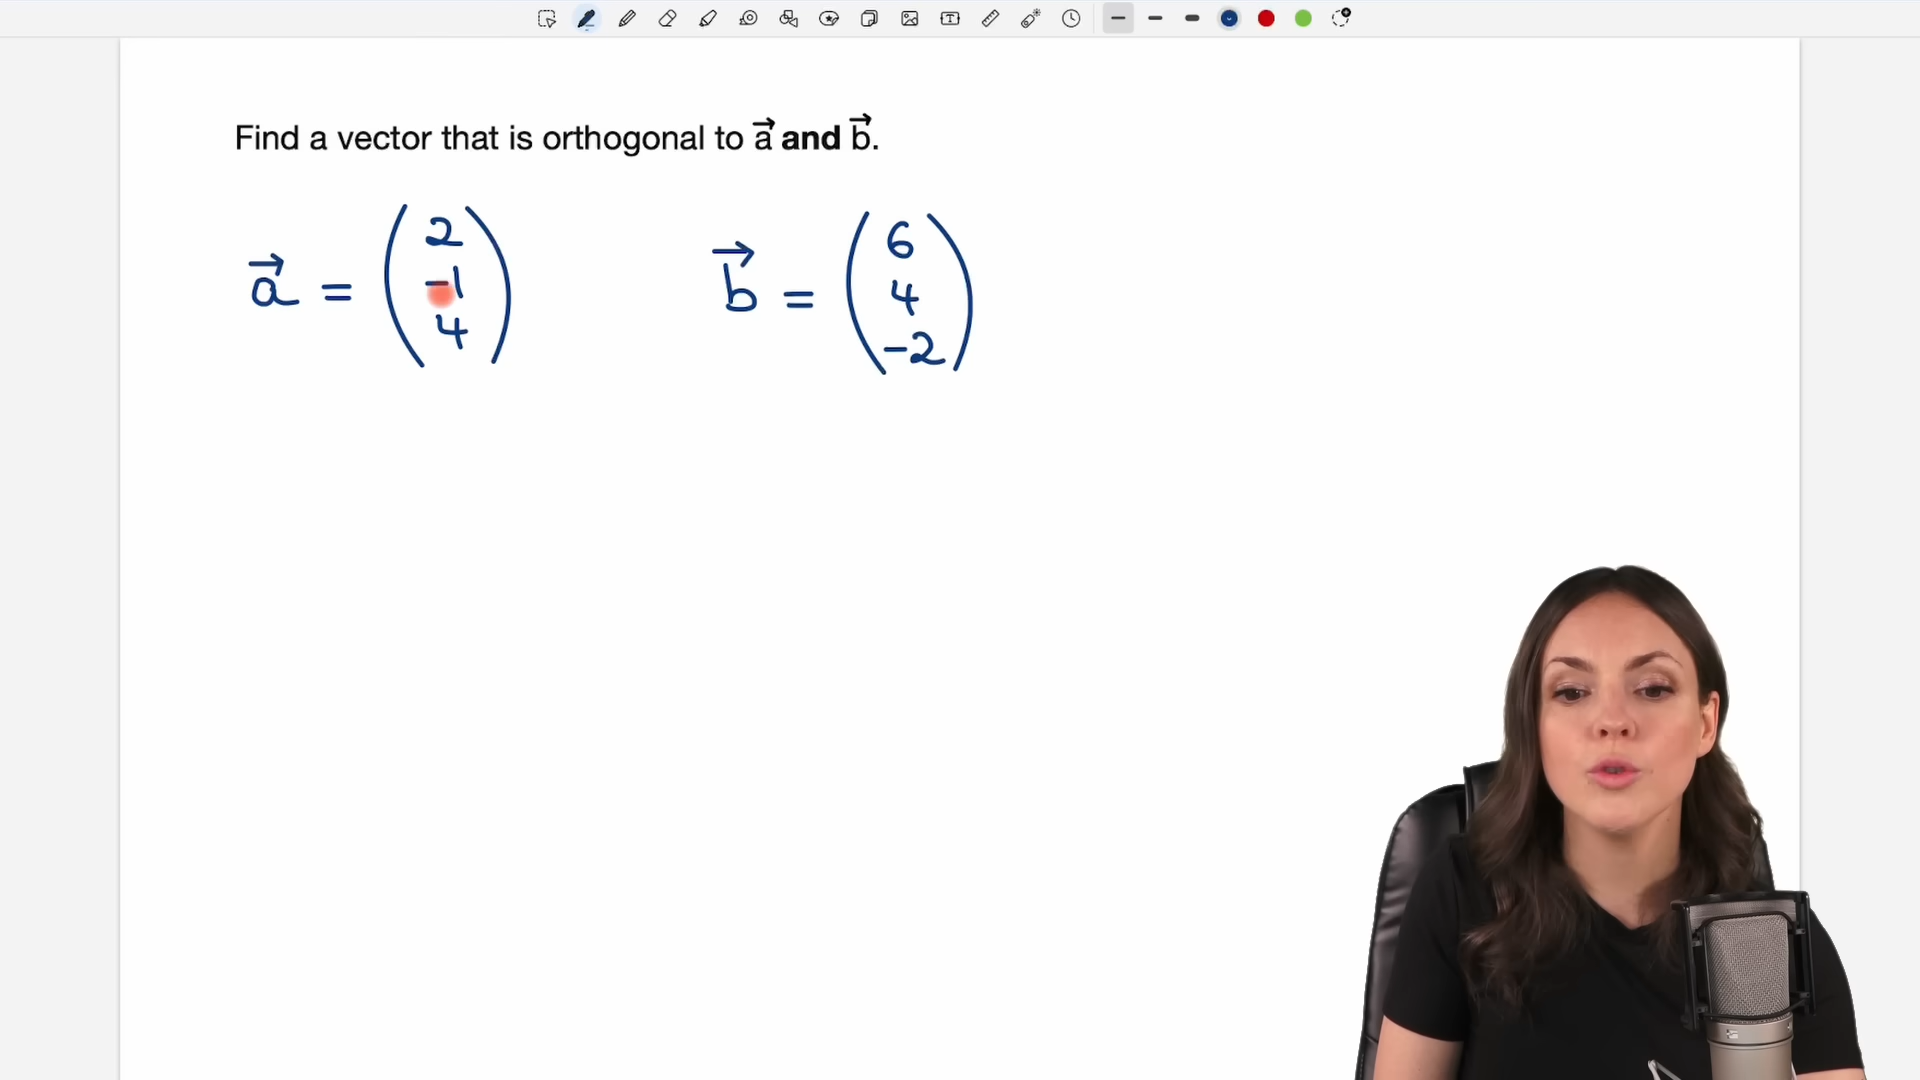 Find a vector that is orthogonal to a⃗ and b⃗.
a⃗ = (2 -1 4)
b⃗ = (6 4 -2)